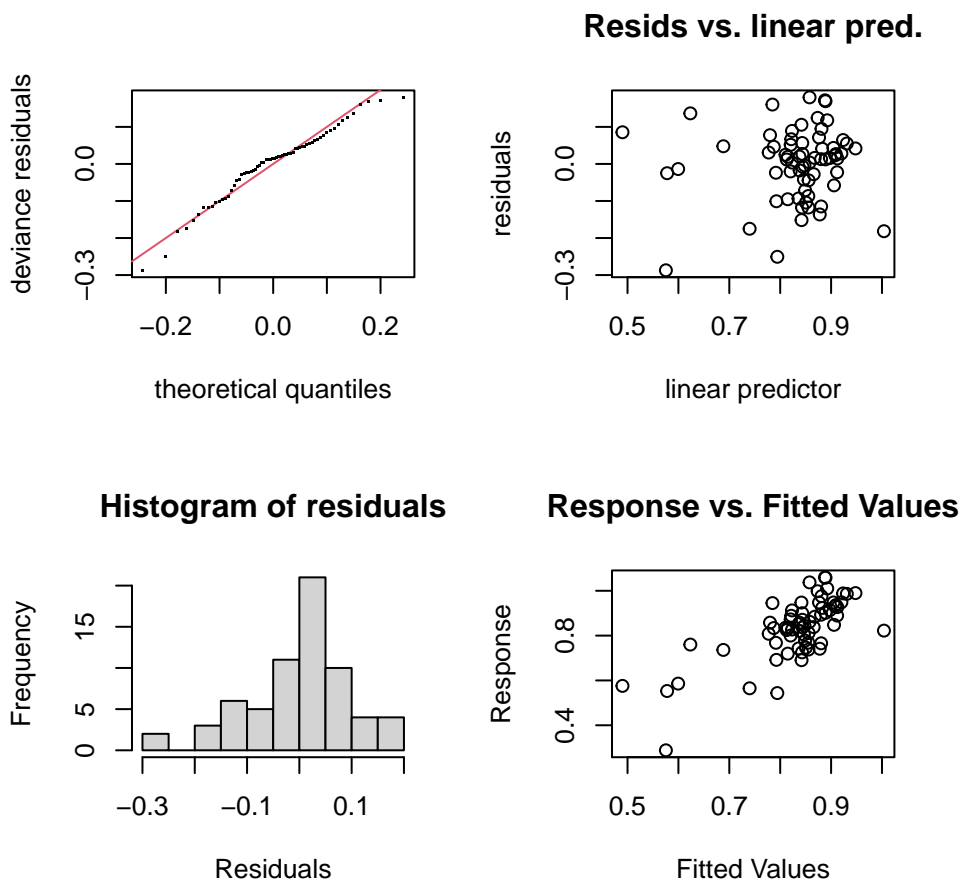 deviance residuals
0.0
−0.3
−0.2
0.0
0.2
theoretical quantiles
Resids vs. linear pred.
residuals
0.0
−0.3
0.5
0.7
0.9
linear predictor
Histogram of residuals
Frequency
15
5
0
−0.3
−0.1
0.1
Residuals
Response vs. Fitted Values
Response
0.8
0.4
0.5
0.7
0.9
Fitted Values